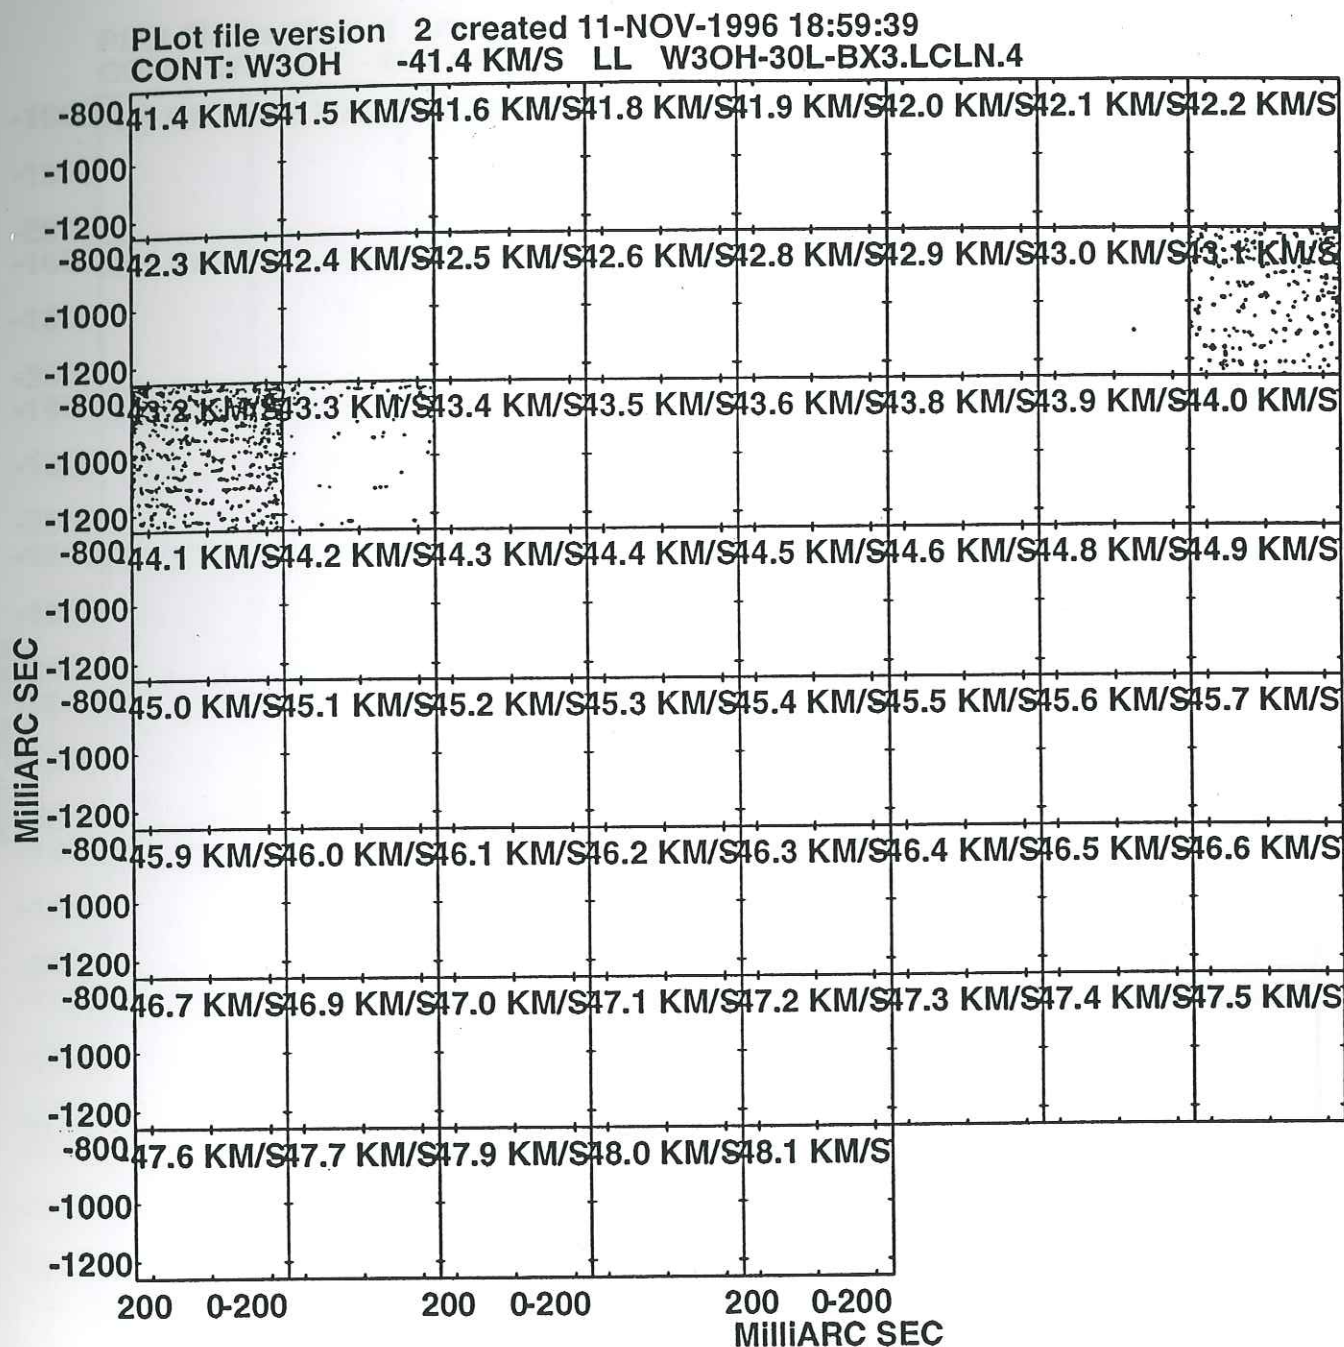 PLot file version 2 created 11-NOV-1996 18:59:39
CONT: W3OH -41.4 KM/S LL W3OH-30L-BX3.LCLN.4
-800 -41.4 KM/S -41.5 KM/S -41.6 KM/S -41.8 KM/S -41.9 KM/S -42.0 KM/S -42.1 KM/S -42.2 KM/S
-1000
-1200
-800 -42.3 KM/S -42.4 KM/S -42.5 KM/S -42.6 KM/S -42.8 KM/S -42.9 KM/S -43.0 KM/S -43.1 KM/S
-1000
-1200
-800 -43.2 KM/S -43.3 KM/S -43.4 KM/S -43.5 KM/S -43.6 KM/S -43.8 KM/S -43.9 KM/S -44.0 KM/S
-1000
-1200
-800 -44.1 KM/S -44.2 KM/S -44.3 KM/S -44.4 KM/S -44.5 KM/S -44.6 KM/S -44.8 KM/S -44.9 KM/S
-1000
-1200
-800 -45.0 KM/S -45.1 KM/S -45.2 KM/S -45.3 KM/S -45.4 KM/S -45.5 KM/S -45.6 KM/S -45.7 KM/S
-1000
-1200
-800 -45.9 KM/S -46.0 KM/S -46.1 KM/S -46.2 KM/S -46.3 KM/S -46.4 KM/S -46.5 KM/S -46.6 KM/S
-1000
-1200
-800 -46.7 KM/S -46.9 KM/S -47.0 KM/S -47.1 KM/S -47.2 KM/S -47.3 KM/S -47.4 KM/S -47.5 KM/S
-1000
-1200
-800 -47.6 KM/S -47.7 KM/S -47.9 KM/S -48.0 KM/S -48.1 KM/S
-1000
-1200
MilliARC SEC
200 0 -200 200 0 -200 200 0 -200
MilliARC SEC